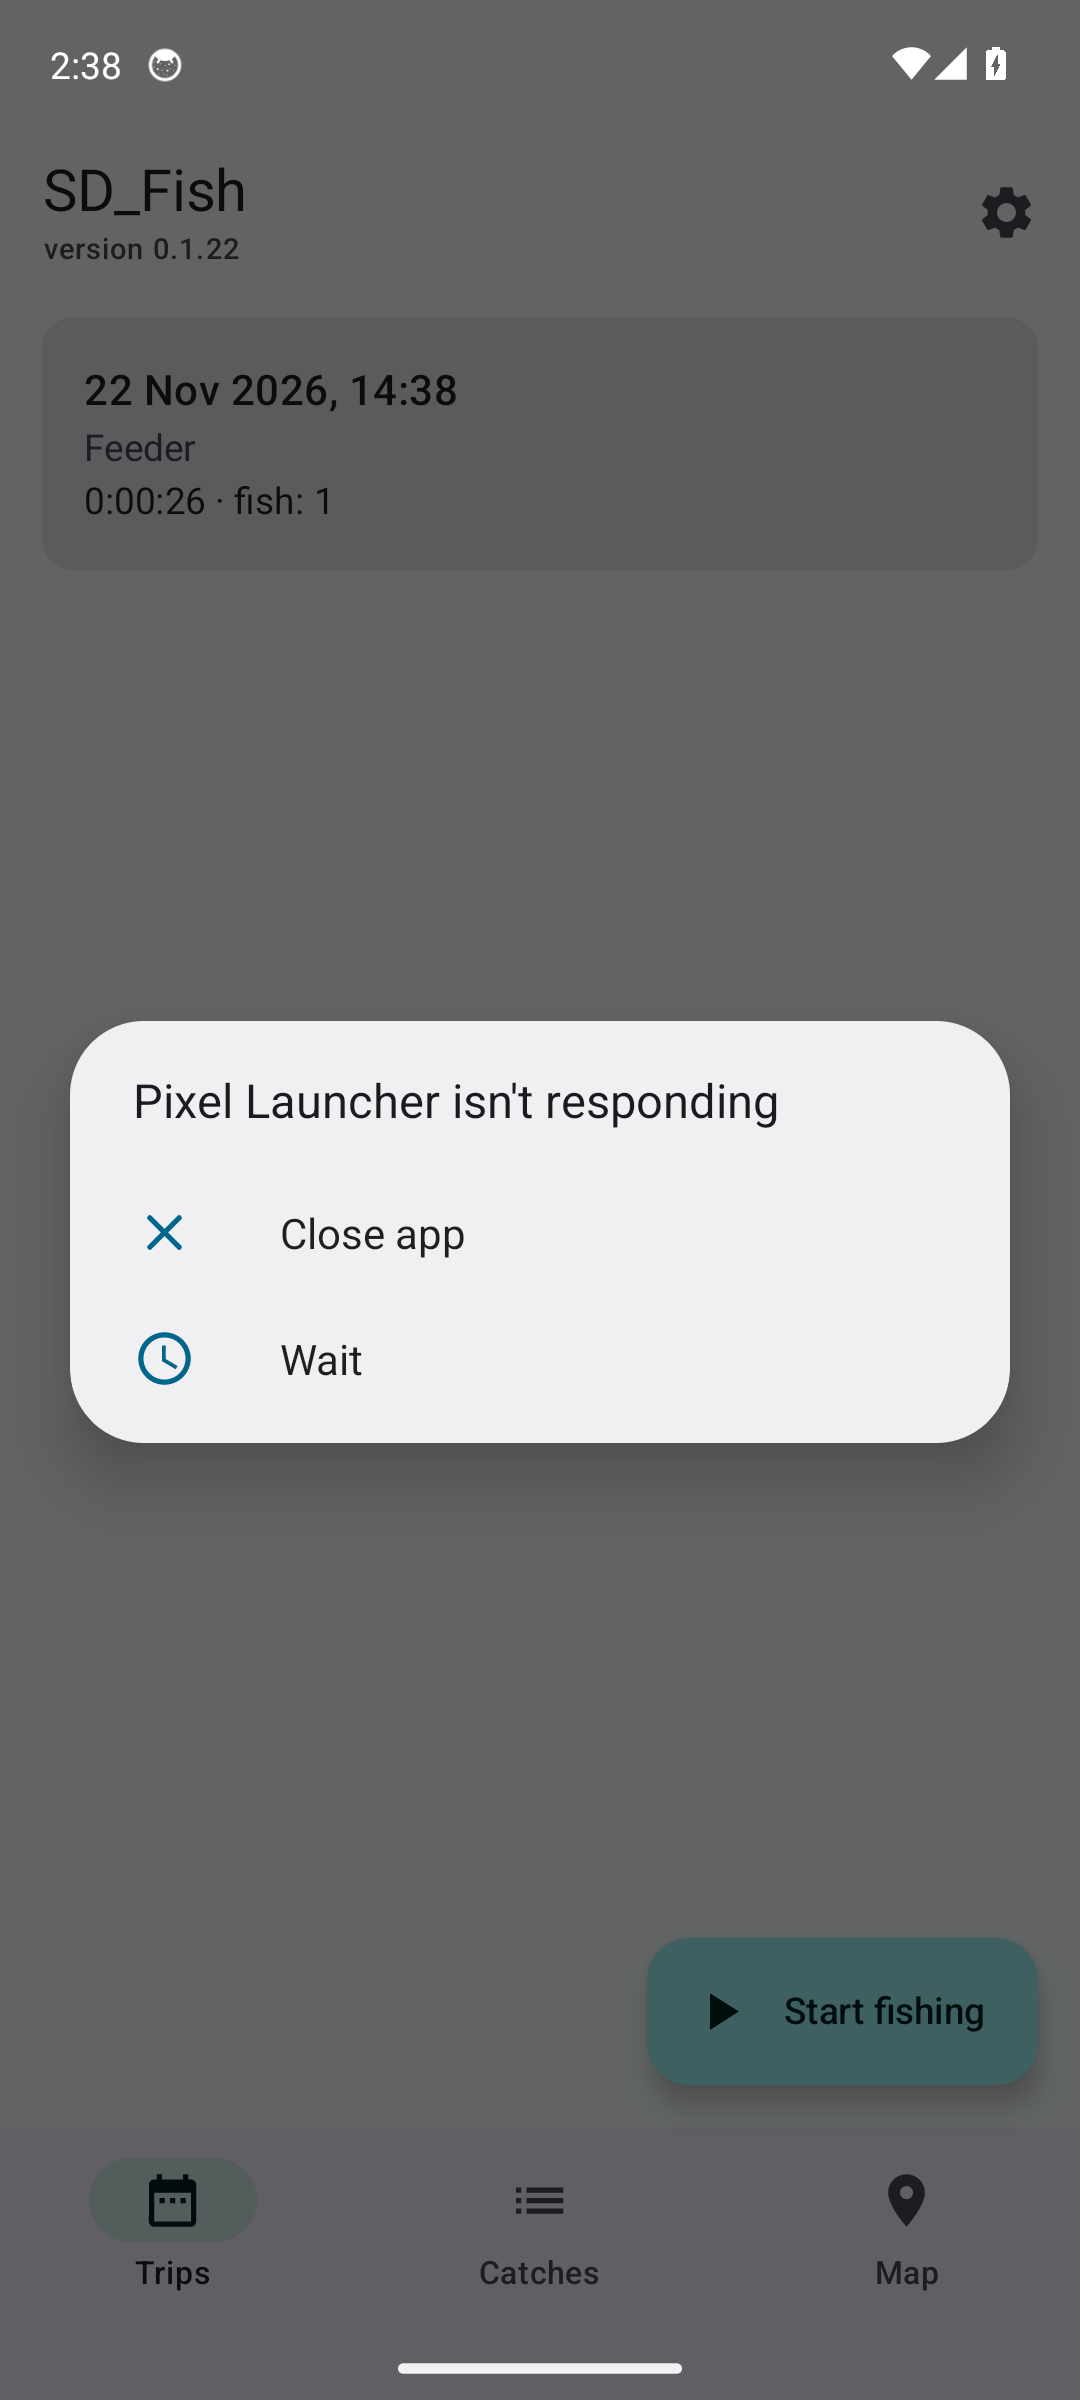 2:38
SD_Fish
version 0.1.22
22 Nov 2026, 14:38
Feeder
0:00:26 · fish: 1
Pixel Launcher isn't responding
Close app
Wait
Start fishing
Trips
Catches
Map